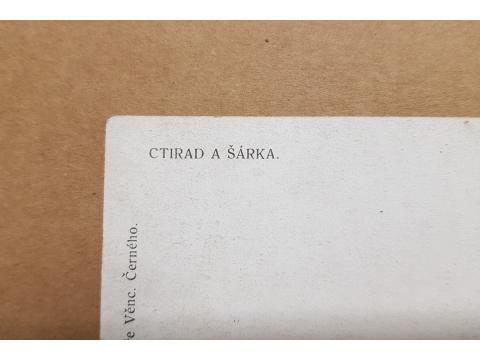 CTIRAD A ŠÁRKA.
Věnc. Černého.